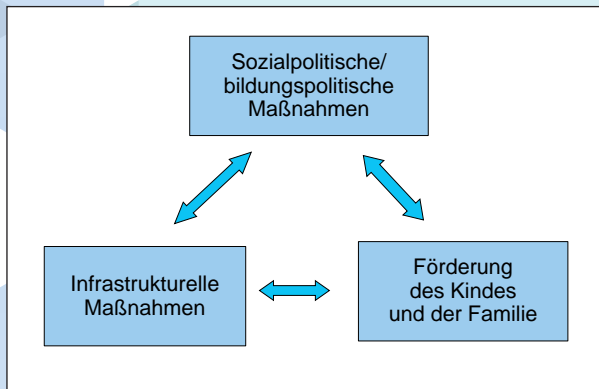 Sozialpolitische/
bildungspolitische
Maßnahmen
Infrastrukturelle
Maßnahmen
Förderung
des Kindes
und der Familie